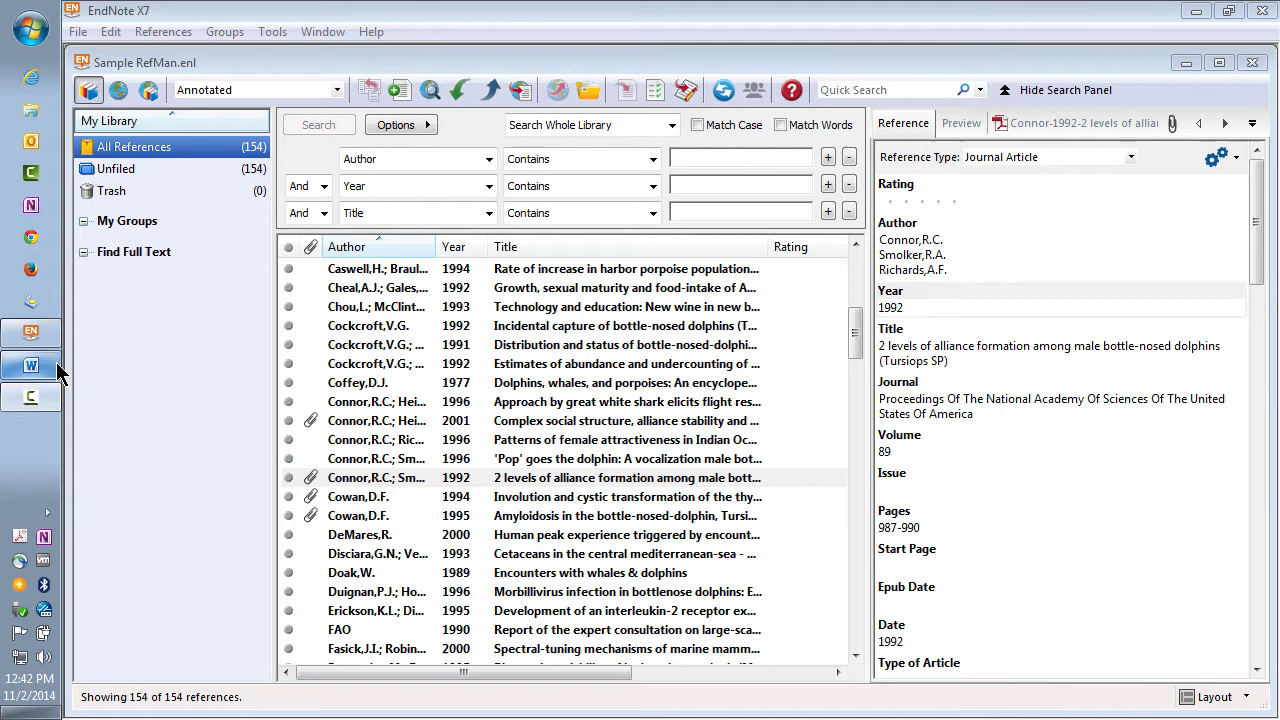 EndNote X7
File Edit References Groups Tools Window Help
Sample RefMan.enl
Annotated
Quick Search
Hide Search Panel
My Library
All References (154)
Unfiled (154)
Trash (0)
My Groups
Find Full Text
Search Options Search Whole Library Match Case Match Words
Author Contains
And Year Contains
And Title Contains
Author Year Title Rating
Caswell,H.; Braul... 1994 Rate of increase in harbor porpoise population...
Cheal,A.J.; Gales,... 1992 Growth, sexual maturity and food-intake of A...
Chou,L.; McClint... 1993 Technology and education: New wine in new b...
Cockcroft,V.G. 1992 Incidental capture of bottle-nosed dolphins (T...
Cockcroft,V.G.; ... 1991 Distribution and status of bottle-nosed-dolphi...
Cockcroft,V.G.; ... 1992 Estimates of abundance and undercounting of...
Coffey,D.J. 1977 Dolphins, whales, and porpoises: An encyclope...
Connor,R.C.; Hei... 1996 Approach by great white shark elicits flight res...
Connor,R.C.; Hei... 2001 Complex social structure, alliance stability and ...
Connor,R.C.; Ric... 1996 Patterns of female attractiveness in Indian Oc...
Connor,R.C.; Sm... 1996 'Pop' goes the dolphin: A vocalization male bot...
Connor,R.C.; Sm... 1992 2 levels of alliance formation among male bott...
Cowan,D.F. 1994 Involution and cystic transformation of the thy...
Cowan,D.F. 1995 Amyloidosis in the bottle-nosed-dolphin, Tursi...
DeMares,R. 2000 Human peak experience triggered by encount...
Disciara,G.N.; Ve... 1993 Cetaceans in the central mediterranean-sea - ...
Doak,W. 1989 Encounters with whales & dolphins
Duignan,P.J.; Ho... 1996 Morbillivirus infection in bottlenose dolphins: E...
Erickson,K.L.; Di... 1995 Development of an interleukin-2 receptor ex...
FAO 1990 Report of the expert consultation on large-sca...
Fasick,J.I.; Robin... 2000 Spectral-tuning mechanisms of marine mamm...
Reference Preview Connor-1992-2 levels of allia
Reference Type: Journal Article
Rating
Author
Connor,R.C.
Smolker,R.A.
Richards,A.F.
Year
1992
Title
2 levels of alliance formation among male bottle-nosed dolphins
(Tursiops SP)
Journal
Proceedings Of The National Academy Of Sciences Of The United
States Of America
Volume
89
Issue
Pages
987-990
Start Page
Epub Date
Date
1992
Type of Article
Showing 154 of 154 references.
Layout
12:42 PM
11/2/2014